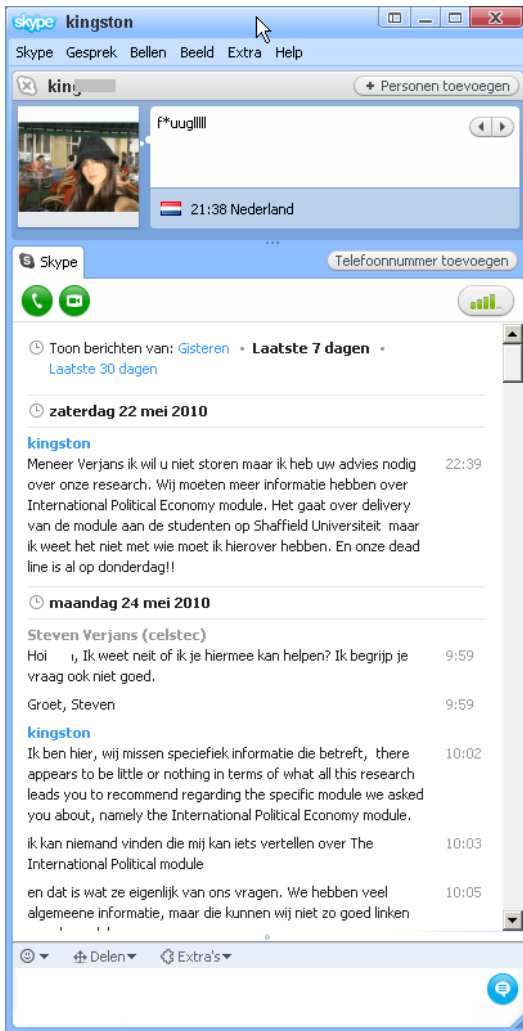 skype kingston
Skype Gesprek Bellen Beeld Extra Help
+ Personen toevoegen
f*uuglllll
21:38 Nederland
Skype
Telefoonnummer toevoegen
Toon berichten van: Gisteren • Laatste 7 dagen •
Laatste 30 dagen
zaterdag 22 mei 2010
kingston
Meneer Verjans ik wil u niet storen maar ik heb uw advies nodig 22:39
over onze research. Wij moeten meer informatie hebben over
International Political Economy module. Het gaat over delivery
van de module aan de studenten op Shaffield Universiteit maar
ik weet het niet met wie moet ik hierover hebben. En onze dead
line is al op donderdag!!
maandag 24 mei 2010
Steven Verjans (celstec)
Hoi , Ik weet neit of ik je hiermee kan helpen? Ik begrijp je 9:59
vraag ook niet goed.
Groet, Steven 9:59
kingston
Ik ben hier, wij missen speciefiek informatie die betreft, there 10:02
appears to be little or nothing in terms of what all this research
leads you to recommend regarding the specific module we asked
you about, namely the International Political Economy module.
ik kan niemand vinden die mij kan iets vertellen over The 10:03
International Political module
en dat is wat ze eigenlijk van ons vragen. We hebben veel 10:05
algemeene informatie, maar die kunnen wij niet zo goed linken
Delen Extra's